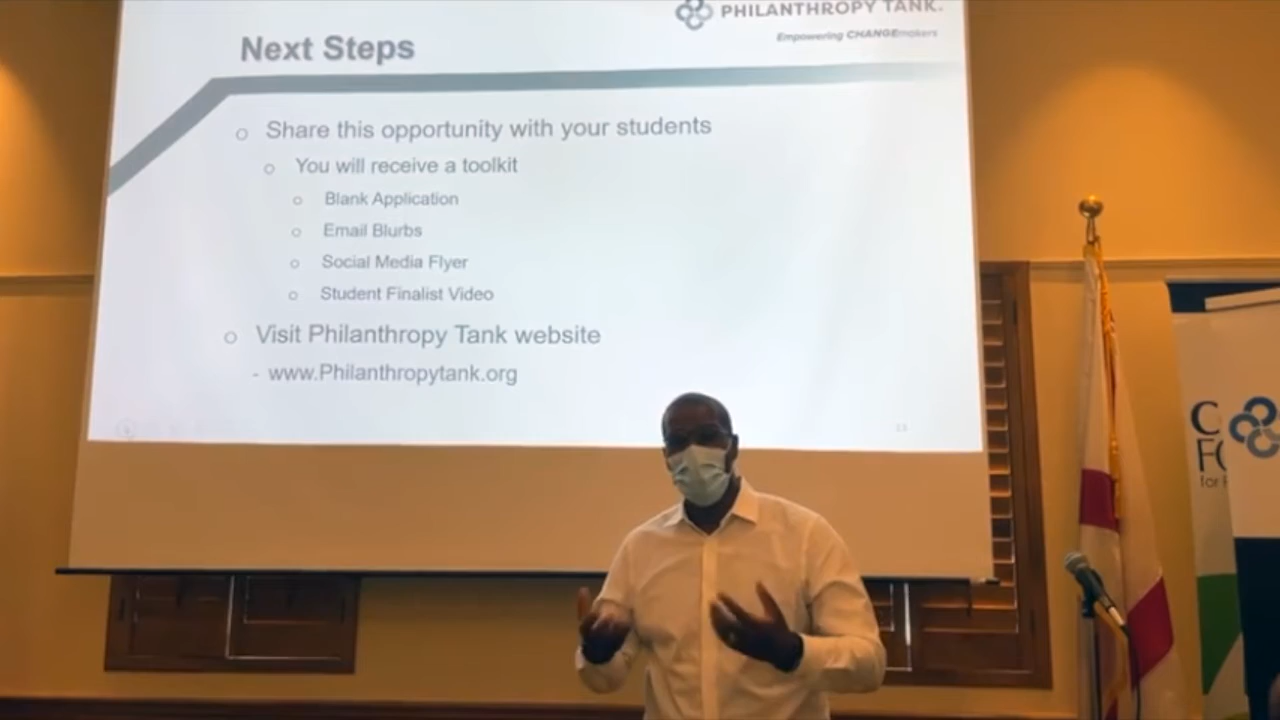 PHILANTHROPY TANK.
Empowering CHANGEmakers
Next Steps
Share this opportunity with your students
You will receive a toolkit
Blank Application
Email Blurbs
Social Media Flyer
Student Finalist Video
Visit Philanthropy Tank website
- www.Philanthropytank.org
13